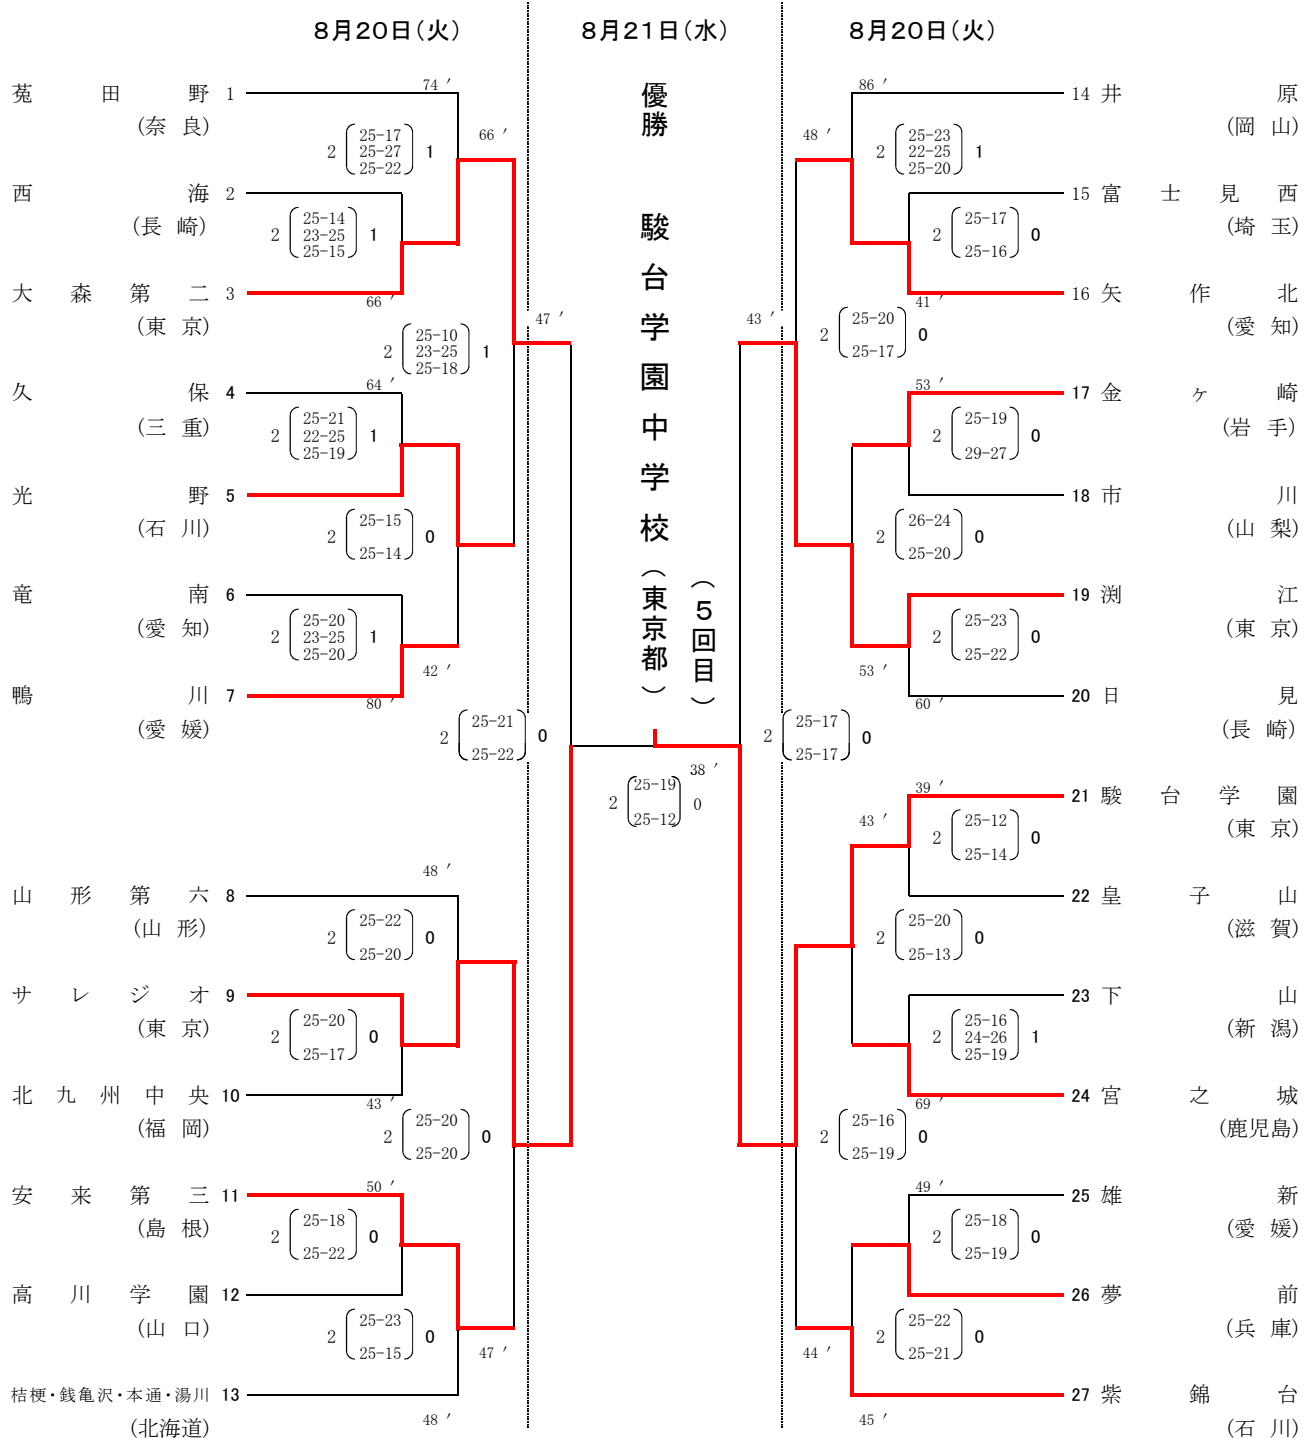 8月20日(火)
8月21日(水)
8月20日(火)
優勝 駿台学園中学校(東京都)
(5回目)
菟田野 1
(奈良)
西海 2
(長崎)
大森第二 3
(東京)
久保 4
(三重)
光野 5
(石川)
竜南 6
(愛知)
鴨川 7
(愛媛)
山形第六 8
(山形)
サレジオ 9
(東京)
北九州中央 10
(福岡)
安来第三 11
(島根)
高川学園 12
(山口)
桔梗・銭亀沢・本通・湯川 13
(北海道)
74′
2 25-17 1
25-27
25-22
66′
2 25-14 1
23-25
25-15
66′
2 25-10 1
23-25
25-18
47′
64′
2 25-21 1
22-25
25-19
2 25-15 0
25-14
2 25-20 1
23-25
25-20
42′
80′
2 25-21 0
25-22
48′
2 25-22 0
25-20
2 25-20 0
25-17
43′
2 25-20 0
25-20
50′
2 25-18 0
25-22
2 25-23 0
25-15
47′
48′
38′
2 25-19 0
25-12
14 井原
(岡山)
15 富士見西
(埼玉)
16 矢作北
(愛知)
17 金ヶ崎
(岩手)
18 市川
(山梨)
19 渕江
(東京)
20 日見
(長崎)
21 駿台学園
(東京)
22 皇子山
(滋賀)
23 下山
(新潟)
24 宮之城
(鹿児島)
25 雄新
(愛媛)
26 夢前
(兵庫)
27 紫錦台
(石川)
86′
48′
2 25-23 1
22-25
25-20
2 25-17 0
25-16
41′
43′
2 25-20 0
25-17
53′
2 25-19 0
29-27
2 26-24 0
25-20
2 25-23 0
25-22
53′
60′
2 25-17 0
25-17
39′
43′
2 25-12 0
25-14
2 25-20 0
25-13
2 25-16 1
24-26
25-19
69′
2 25-16 0
25-19
49′
2 25-18 0
25-19
2 25-22 0
25-21
44′
45′